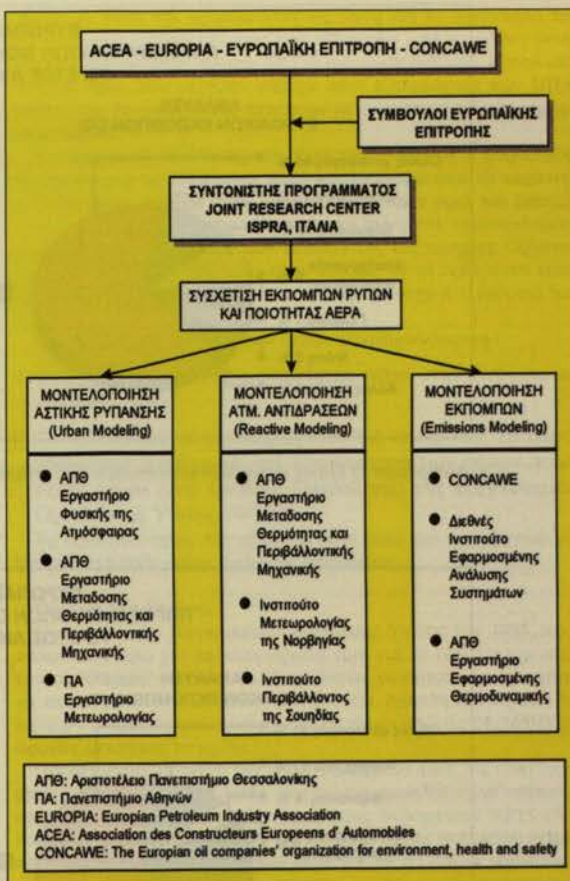 ACEA - EUROPIA - ΕΥΡΩΠΑΪΚΗ ΕΠΙΤΡΟΠΗ - CONCAWE
ΣΥΜΒΟΥΛΟΙ ΕΥΡΩΠΑΪΚΗΣ
ΕΠΙΤΡΟΠΗΣ
ΣΥΝΤΟΝΙΣΤΗΣ ΠΡΟΓΡΑΜΜΑΤΟΣ
JOINT RESEARCH CENTER
ISPRA, ΙΤΑΛΙΑ
ΣΥΣΧΕΤΙΣΗ ΕΚΠΟΜΠΩΝ ΡΥΠΩΝ
ΚΑΙ ΠΟΙΟΤΗΤΑΣ ΑΕΡΑ
ΜΟΝΤΕΛΟΠΟΙΗΣΗ
ΑΣΤΙΚΗΣ ΡΥΠΑΝΣΗΣ
(Urban Modeling)
● ΑΠΘ
Εργαστήριο
Φυσικής της
Ατμόσφαιρας
● ΑΠΘ
Εργαστήριο
Μεταδοσης
Θερμότητας και
Περιβάλλοντικής
Μηχανικής
● ΠΑ
Εργαστήριο
Μετεωρολογίας
ΜΟΝΤΕΛΟΠΟΙΗΣΗ
ΑΤΜ. ΑΝΤΙΔΡΑΣΕΩΝ
(Reactive Modeling)
● ΑΠΘ
Εργαστήριο
Μεταδοσης
Θερμότητας και
Περιβάλλοντικής
Μηχανικής
● Ινστιτούτο
Μετεωρολογίας
της Νορβηγίας
● Ινστιτούτο
Περιβάλλοντος
της Σουηδίας
ΜΟΝΤΕΛΟΠΟΙΗΣΗ
ΕΚΠΟΜΠΩΝ
(Emissions Modeling)
● CONCAWE
● Διεθνές
Ινστιτούτο
Εφαρμοσμένης
Ανάλυσης
Συστημάτων
● ΑΠΘ
Εργαστήριο
Εφαρμοσμένης
Θερμοδυναμικής
ΑΠΘ: Αριστοτέλειο Πανεπιστήμιο Θεσσαλονίκης
ΠΑ: Πανεπιστήμιο Αθηνών
EUROPIA: Europian Petroleum Industry Association
ACEA: Association des Constructeurs Europeens d' Automobiles
CONCAWE: The Europian oil companies' organization for environment, health and safety